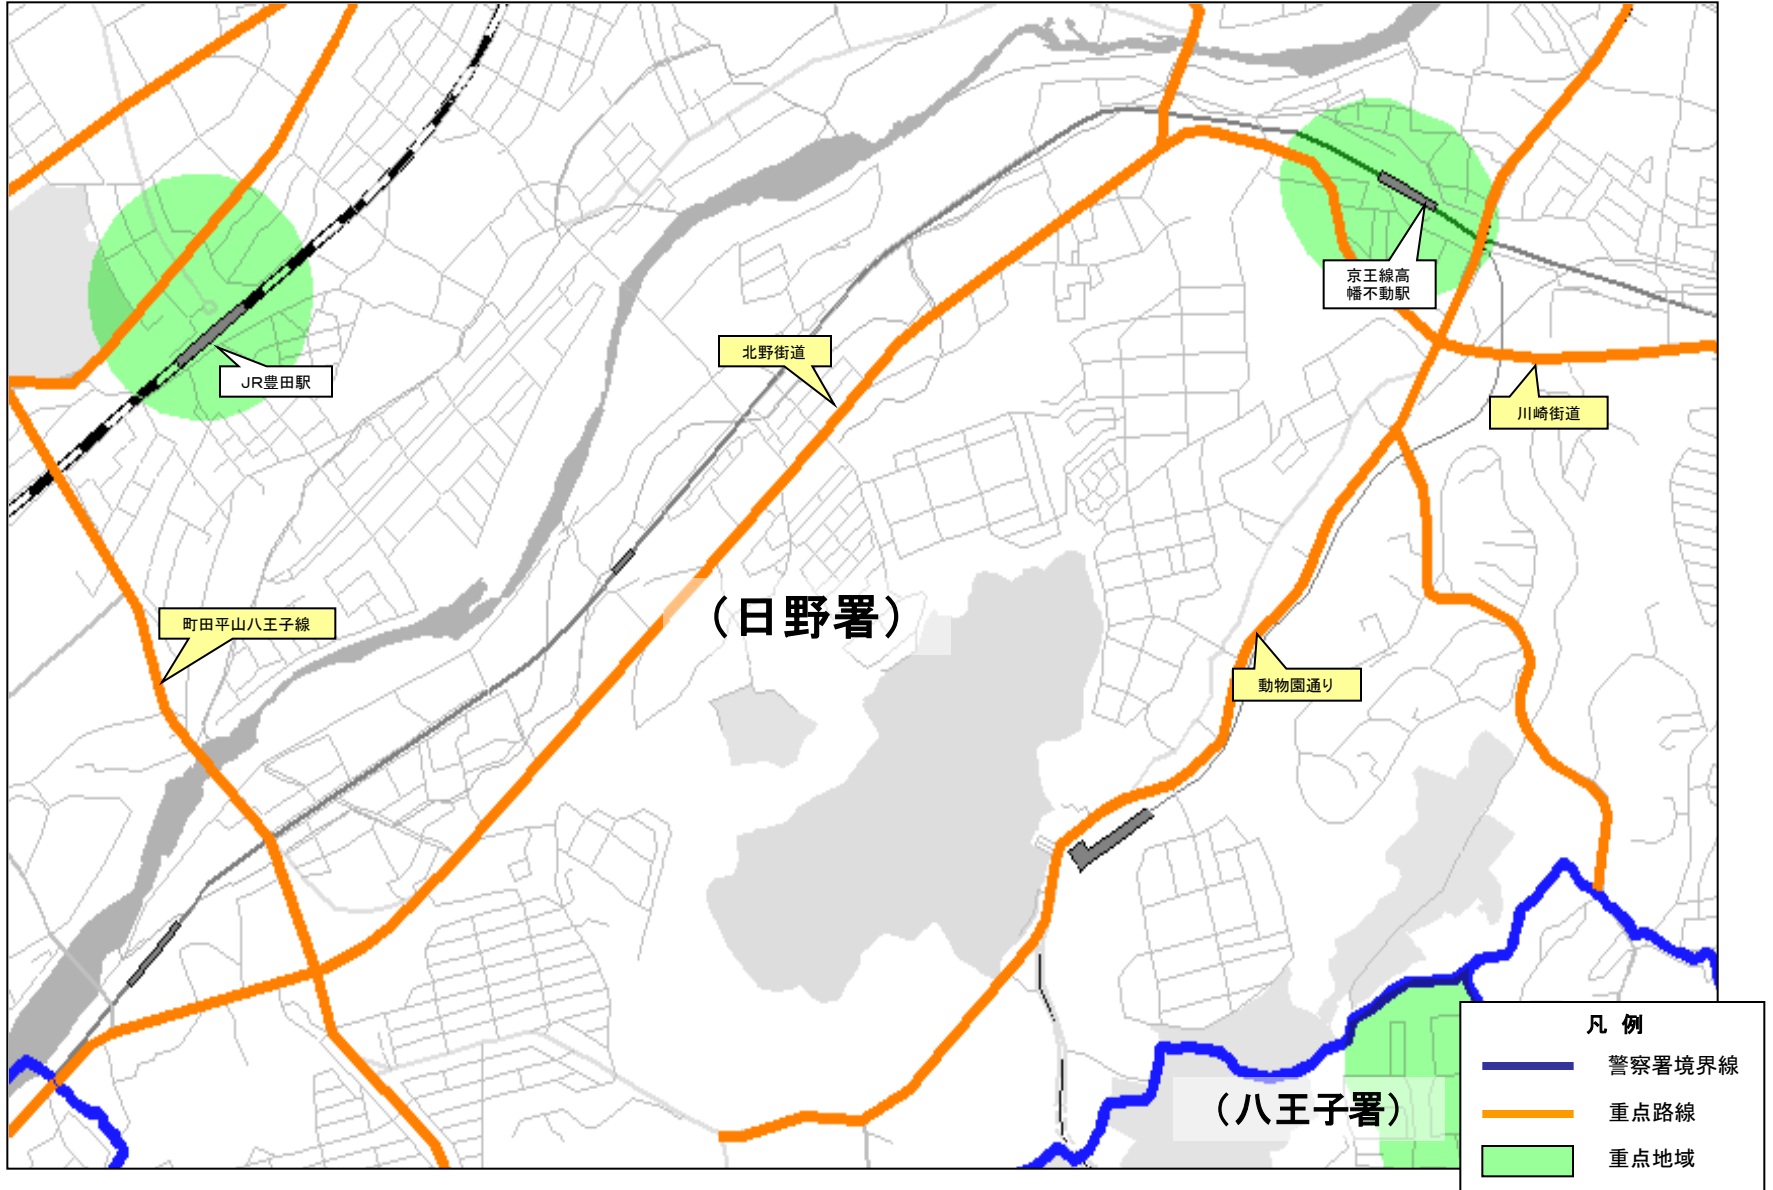 京王線高
幡不動駅
北野街道
JR豊田駅
川崎街道
(日野署)
町田平山八王子線
動物園通り
(八王子署)
凡 例
警察署境界線
重点路線
重点地域